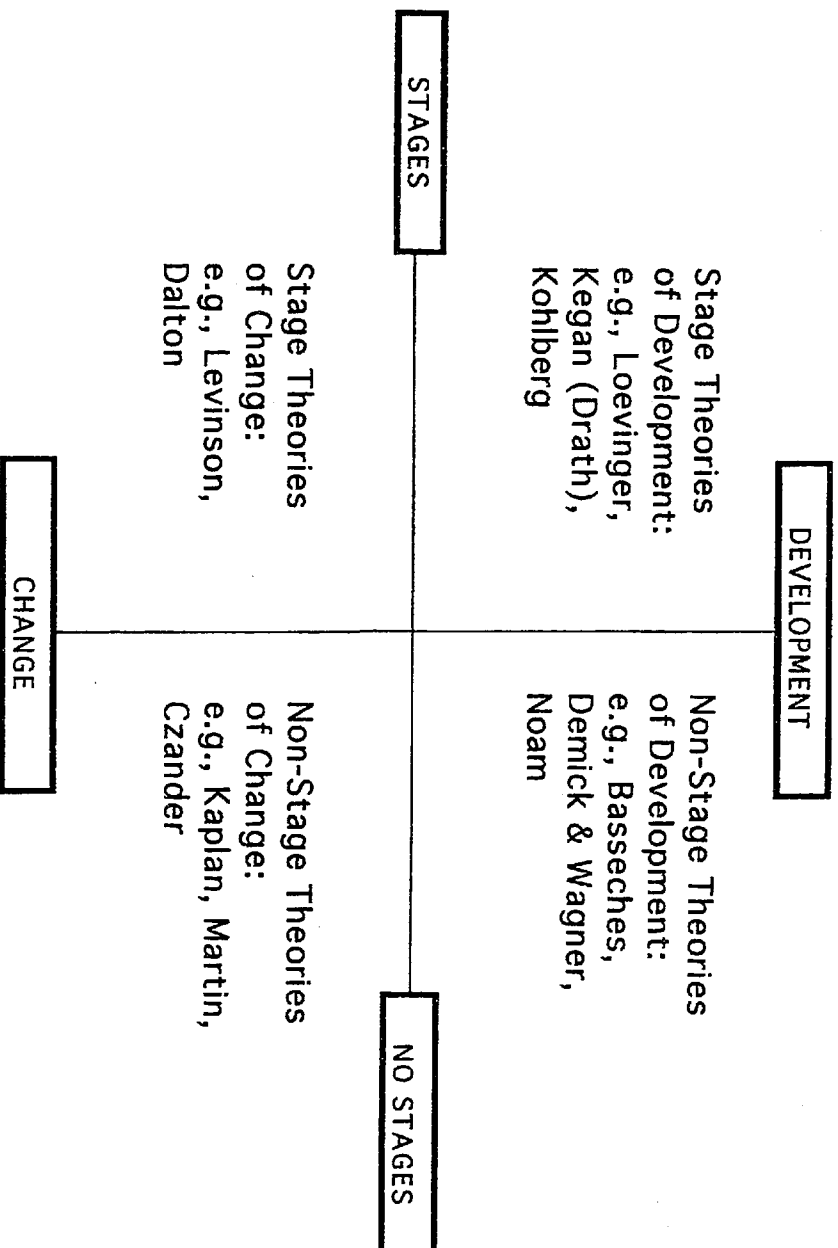 DEVELOPMENT
Stage Theories
of Development:
e.g., Loevinger,
Kegan (Drath),
Kohlberg
Non-Stage Theories
of Development:
e.g., Basseches,
Demick & Wagner,
Noam
STAGES
NO STAGES
Stage Theories
of Change:
e.g., Levinson,
Dalton
Non-Stage Theories
of Change:
e.g., Kaplan, Martin,
Czander
CHANGE